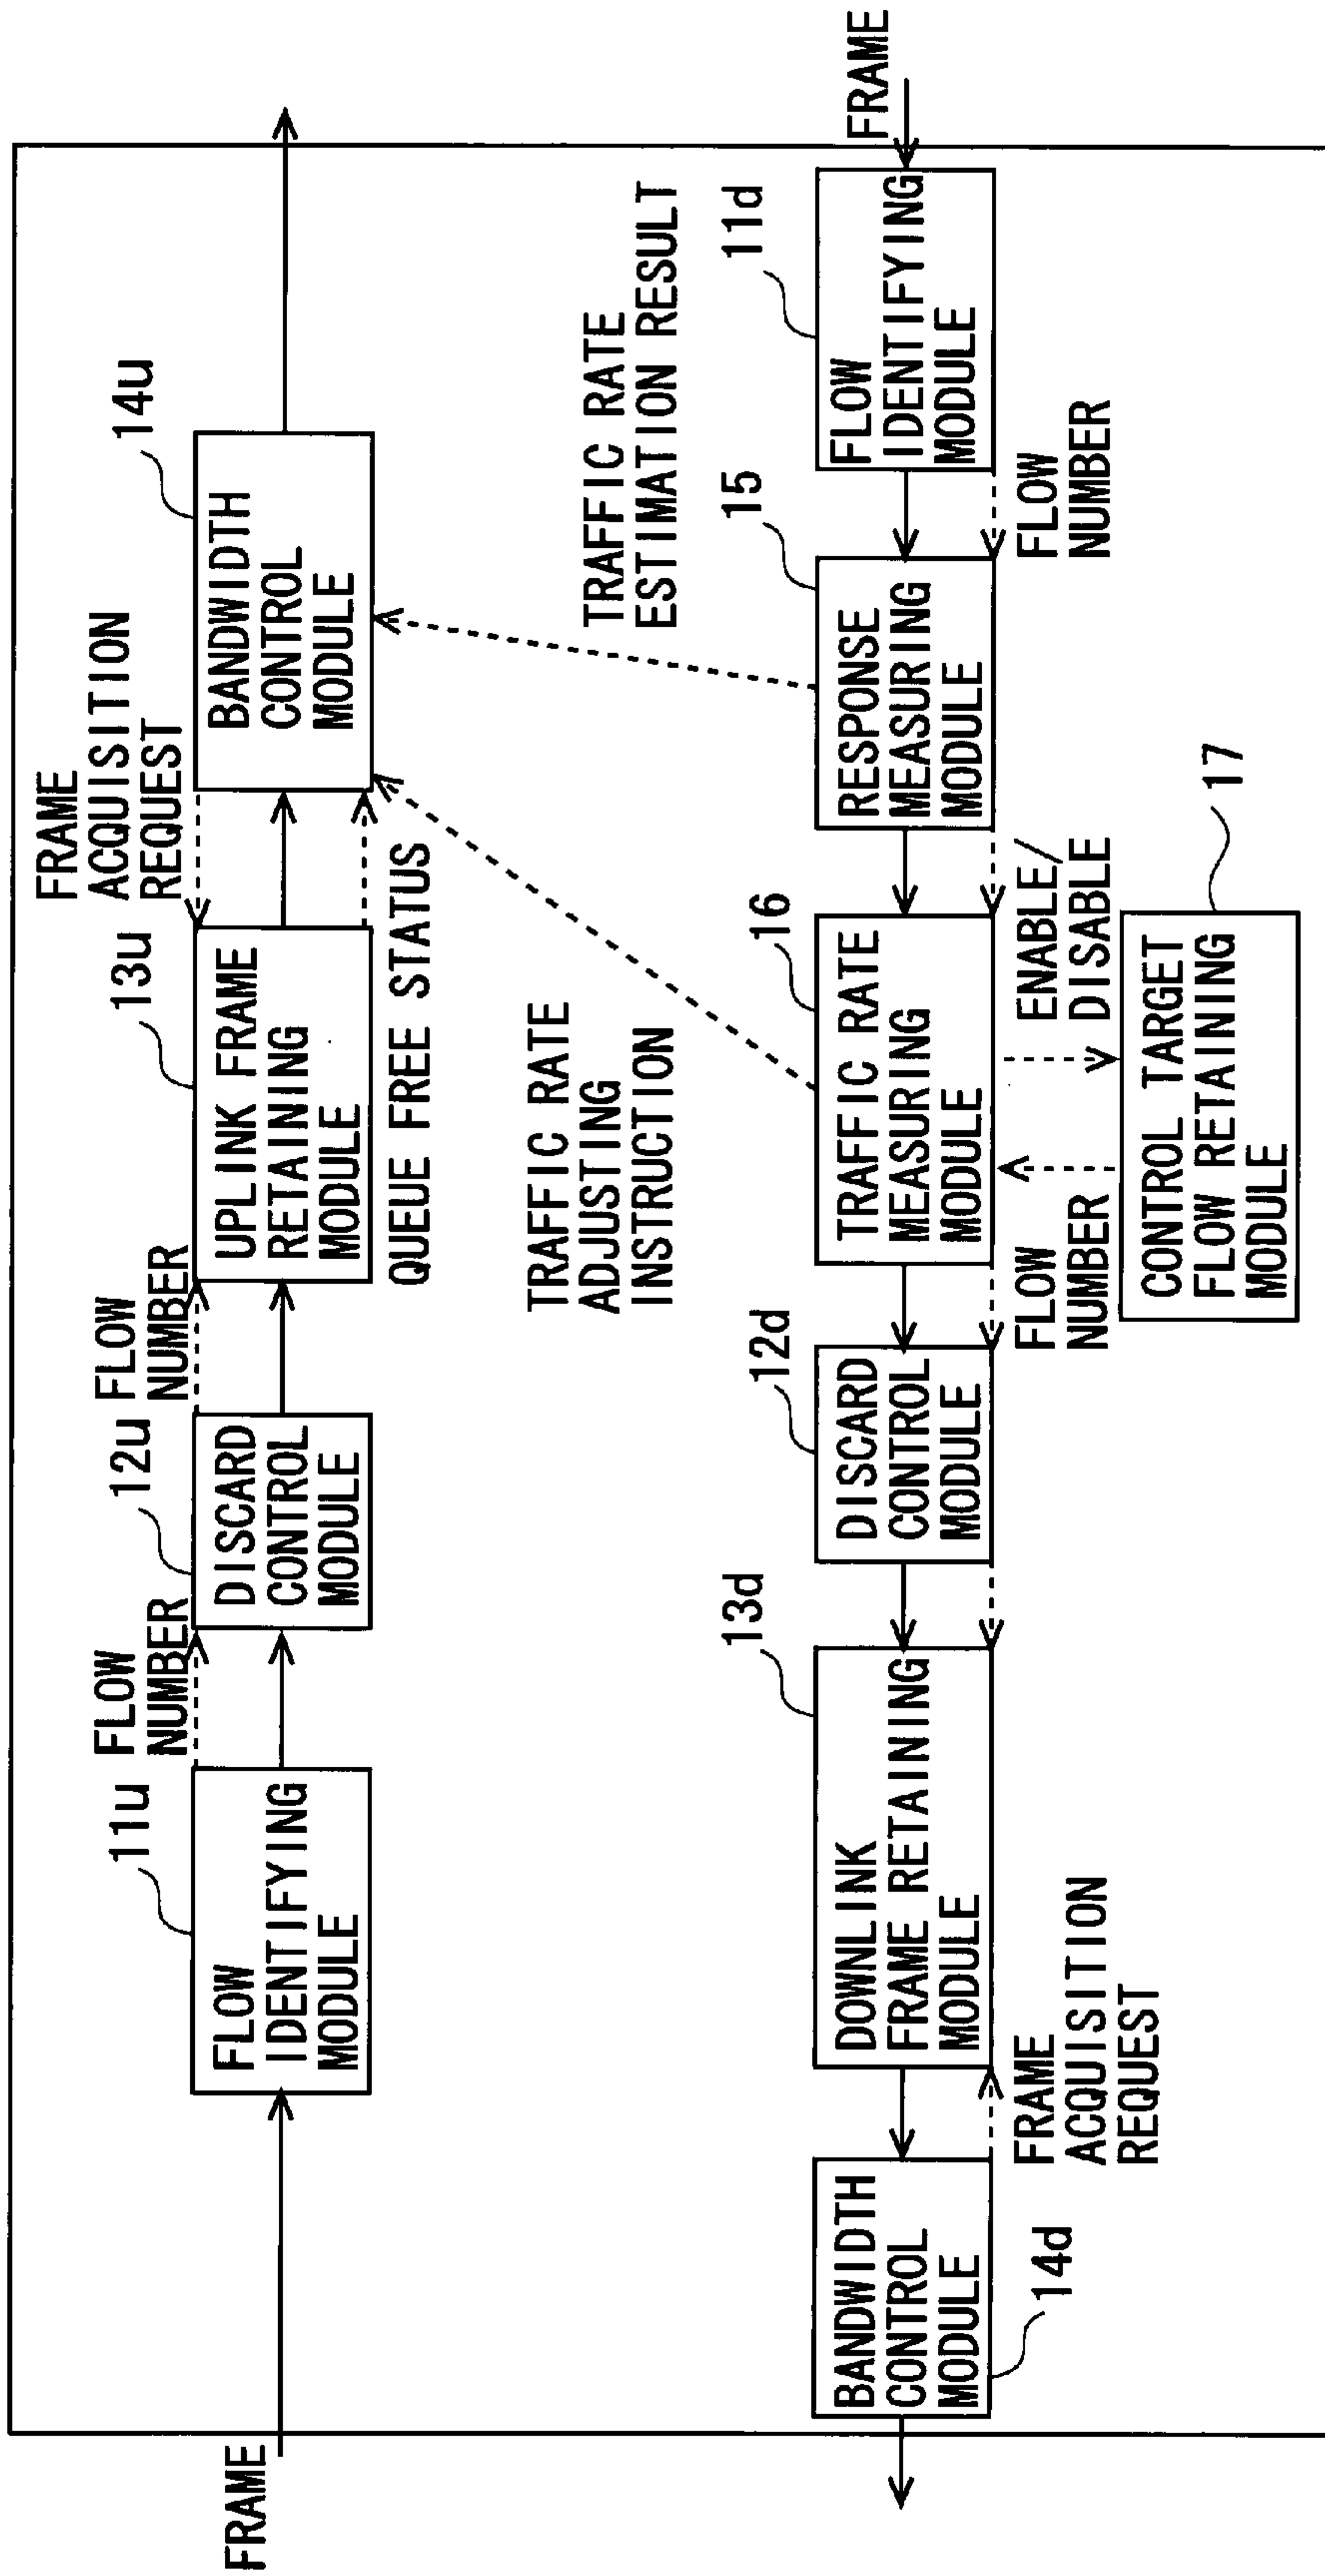 FRAME
FLOW
IDENTIFYING
MODULE
11u
FLOW
NUMBER
DISCARD
CONTROL
MODULE
12u
FLOW
NUMBER
UPLINK FRAME
RETAINING
MODULE
13u
QUEUE FREE STATUS
FRAME
ACQUISITION
REQUEST
BANDWIDTH
CONTROL
MODULE
14u
TRAFFIC RATE
ADJUSTING
INSTRUCTION
TRAFFIC RATE
ESTIMATION RESULT
BANDWIDTH
CONTROL
MODULE
14d
FRAME
ACQUISITION
REQUEST
DOWNLINK
FRAME RETAINING
MODULE
13d
DISCARD
CONTROL
MODULE
12d
FLOW
NUMBER
TRAFFIC RATE
MEASURING
MODULE
16
ENABLE/
DISABLE
CONTROL TARGET
FLOW RETAINING
MODULE
17
RESPONSE
MEASURING
MODULE
15
FLOW
NUMBER
FLOW
IDENTIFYING
MODULE
11d
FRAME